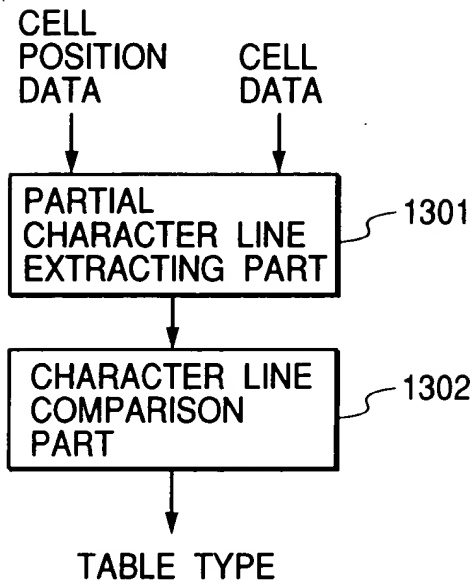 CELL
POSITION
DATA
CELL
DATA
PARTIAL
CHARACTER LINE
EXTRACTING PART
1301
CHARACTER LINE
COMPARISON
PART
1302
TABLE TYPE